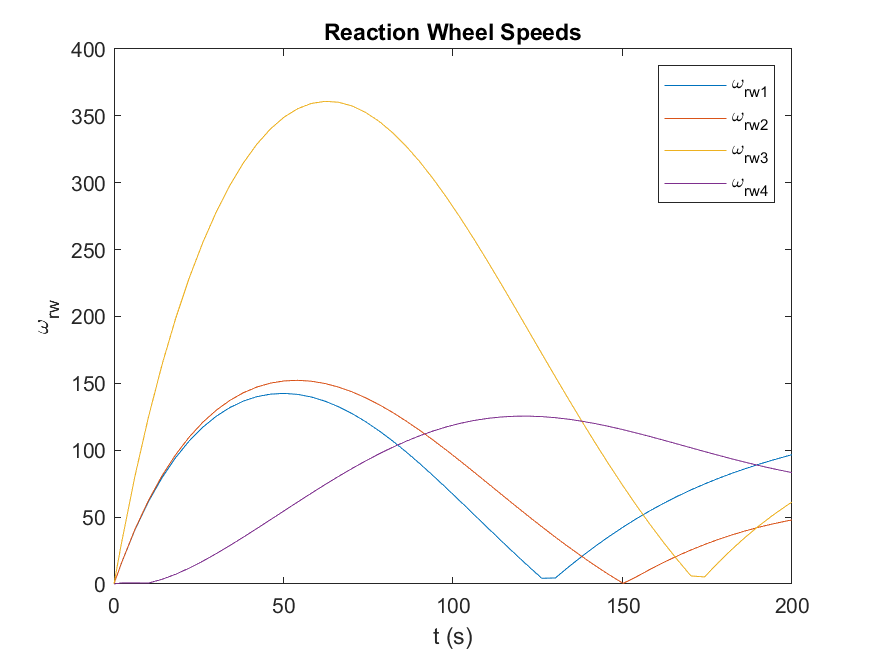 Reaction Wheel Speeds
400
350
300
250
200
150
100
50
0
ω_rw
ω_rw1
ω_rw2
ω_rw3
ω_rw4
0 50 100 150 200
t (s)